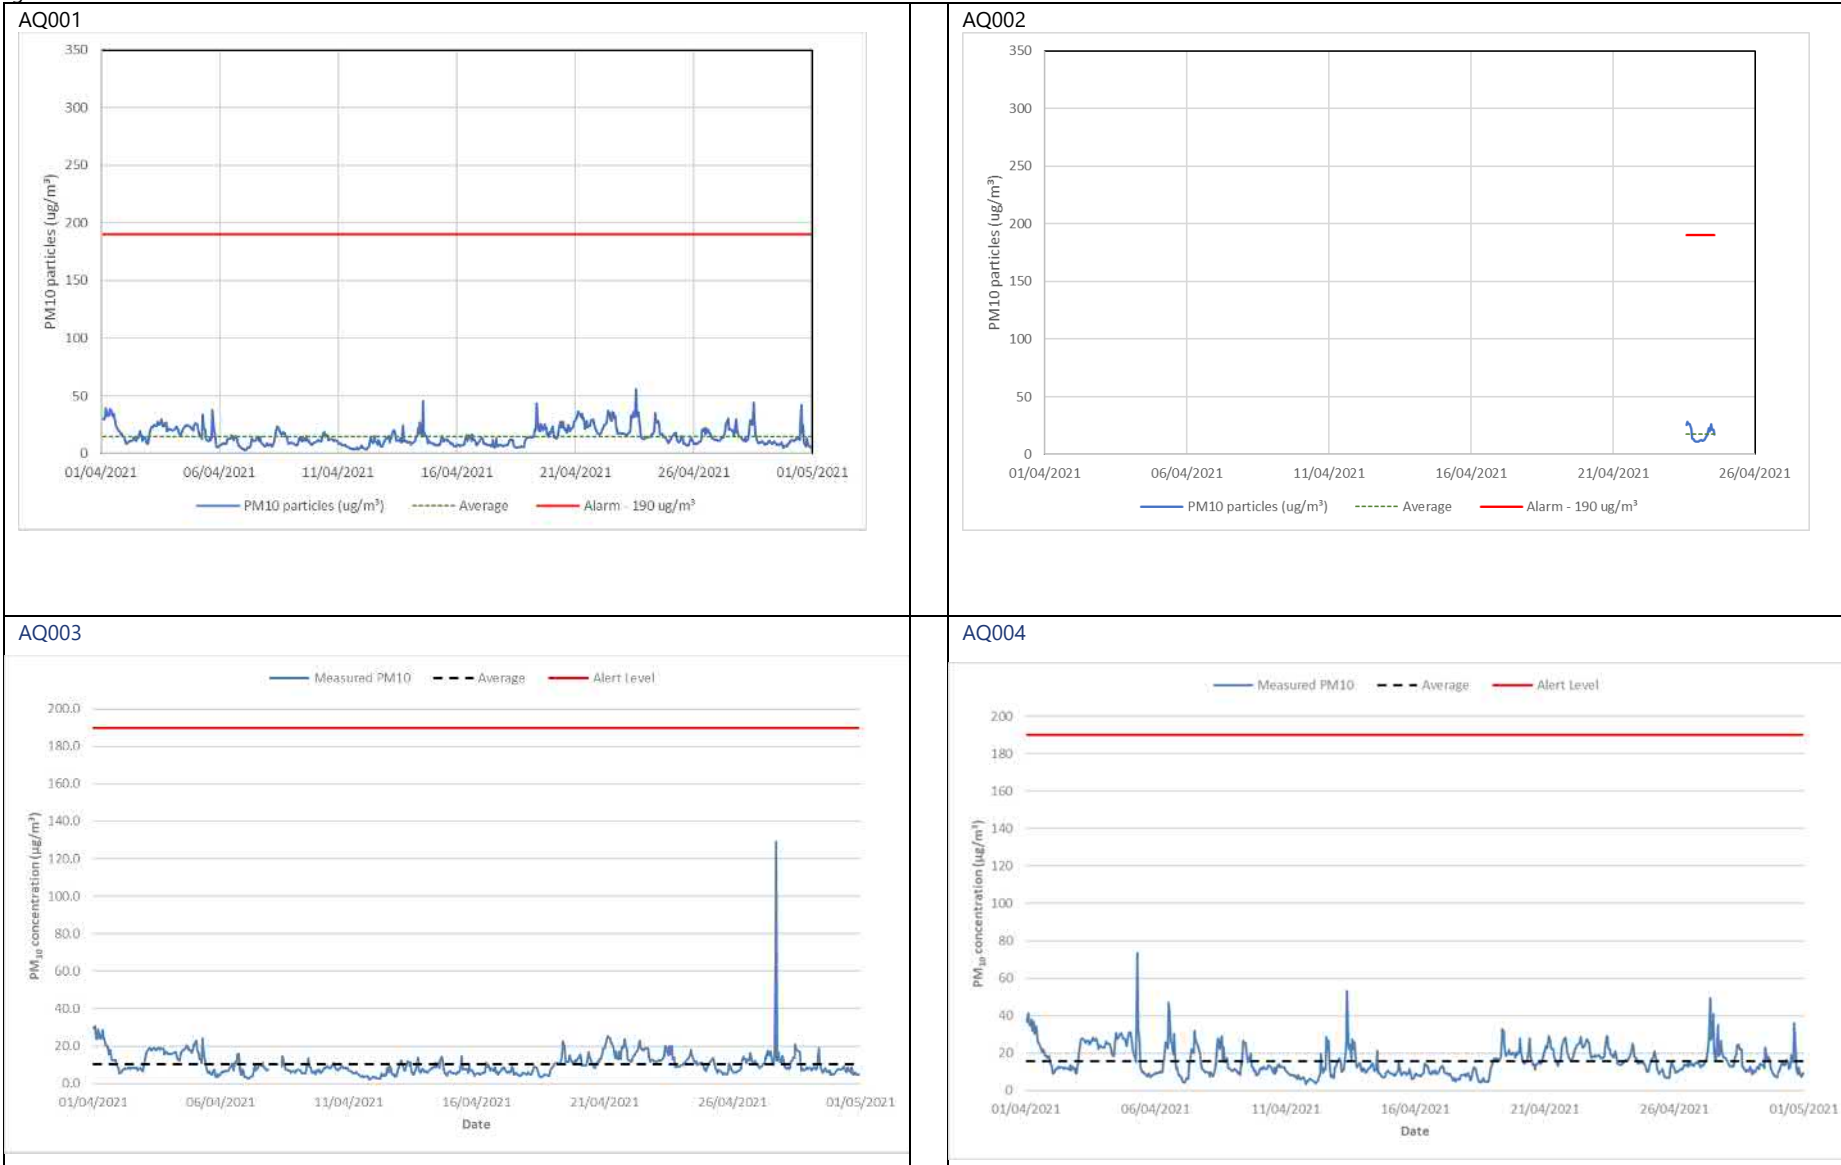 AQ001
350
300
250
200
150
100
50
0
PM10 particles (ug/m³)
01/04/2021 06/04/2021 11/04/2021 16/04/2021 21/04/2021 26/04/2021 01/05/2021
PM10 particles (ug/m³) Average Alarm - 190 ug/m³
AQ002
350
300
250
200
150
100
50
0
PM10 particles (ug/m³)
01/04/2021 06/04/2021 11/04/2021 16/04/2021 21/04/2021 26/04/2021
PM10 particles (ug/m³) Average Alarm - 190 ug/m³
AQ003
Measured PM10 Average Alert Level
200.0
180.0
160.0
140.0
120.0
100.0
80.0
60.0
40.0
20.0
0.0
PM₁₀ concentration (µg/m³)
01/04/2021 06/04/2021 11/04/2021 16/04/2021 21/04/2021 26/04/2021 01/05/2021
Date
AQ004
Measured PM10 Average Alert Level
200
180
160
140
120
100
80
60
40
20
0
PM₁₀ concentration (µg/m³)
01/04/2021 06/04/2021 11/04/2021 16/04/2021 21/04/2021 26/04/2021 01/05/2021
Date